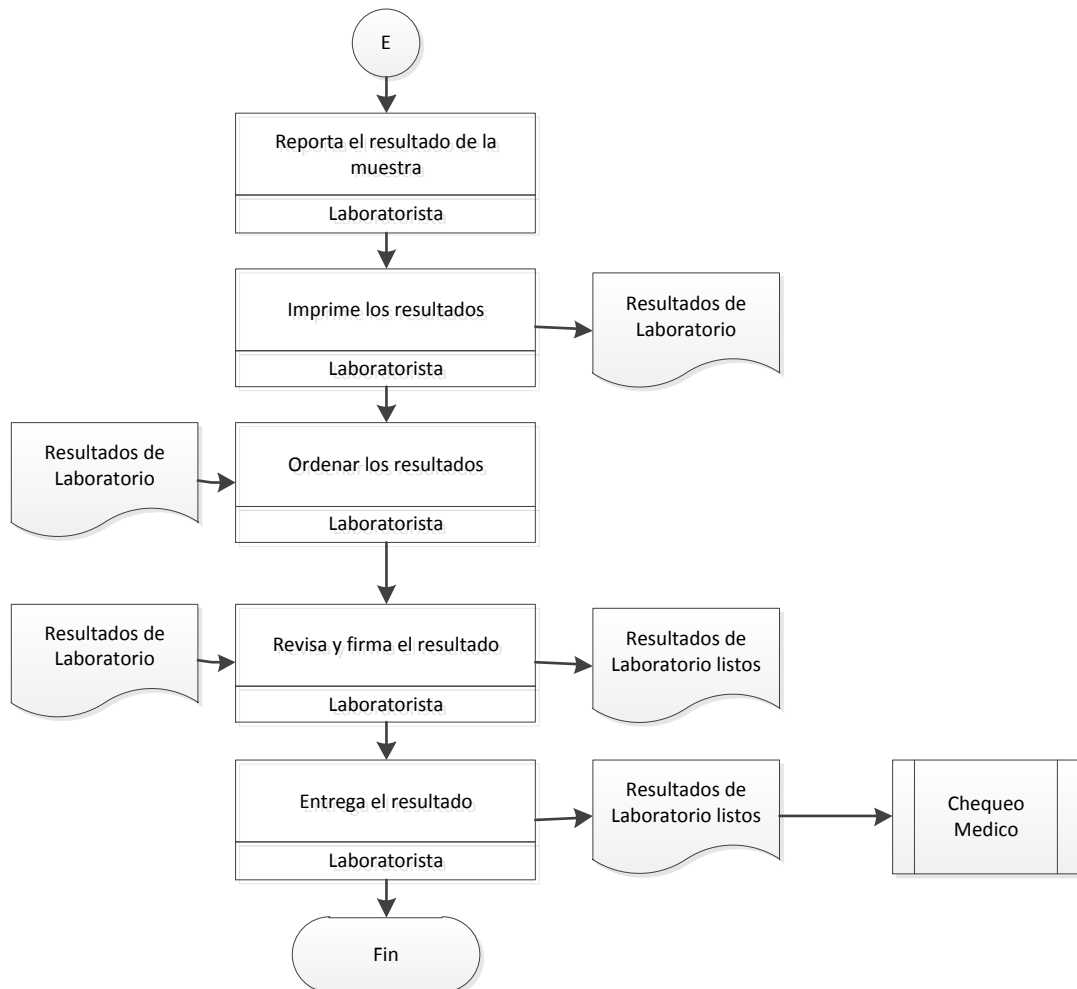 E
Reporta el resultado de la
muestra
Laboratorista
Imprime los resultados
Laboratorista
Resultados de
Laboratorio
Resultados de
Laboratorio
Ordenar los resultados
Laboratorista
Resultados de
Laboratorio
Revisa y firma el resultado
Laboratorista
Resultados de
Laboratorio listos
Entrega el resultado
Laboratorista
Resultados de
Laboratorio listos
Chequeo
Medico
Fin